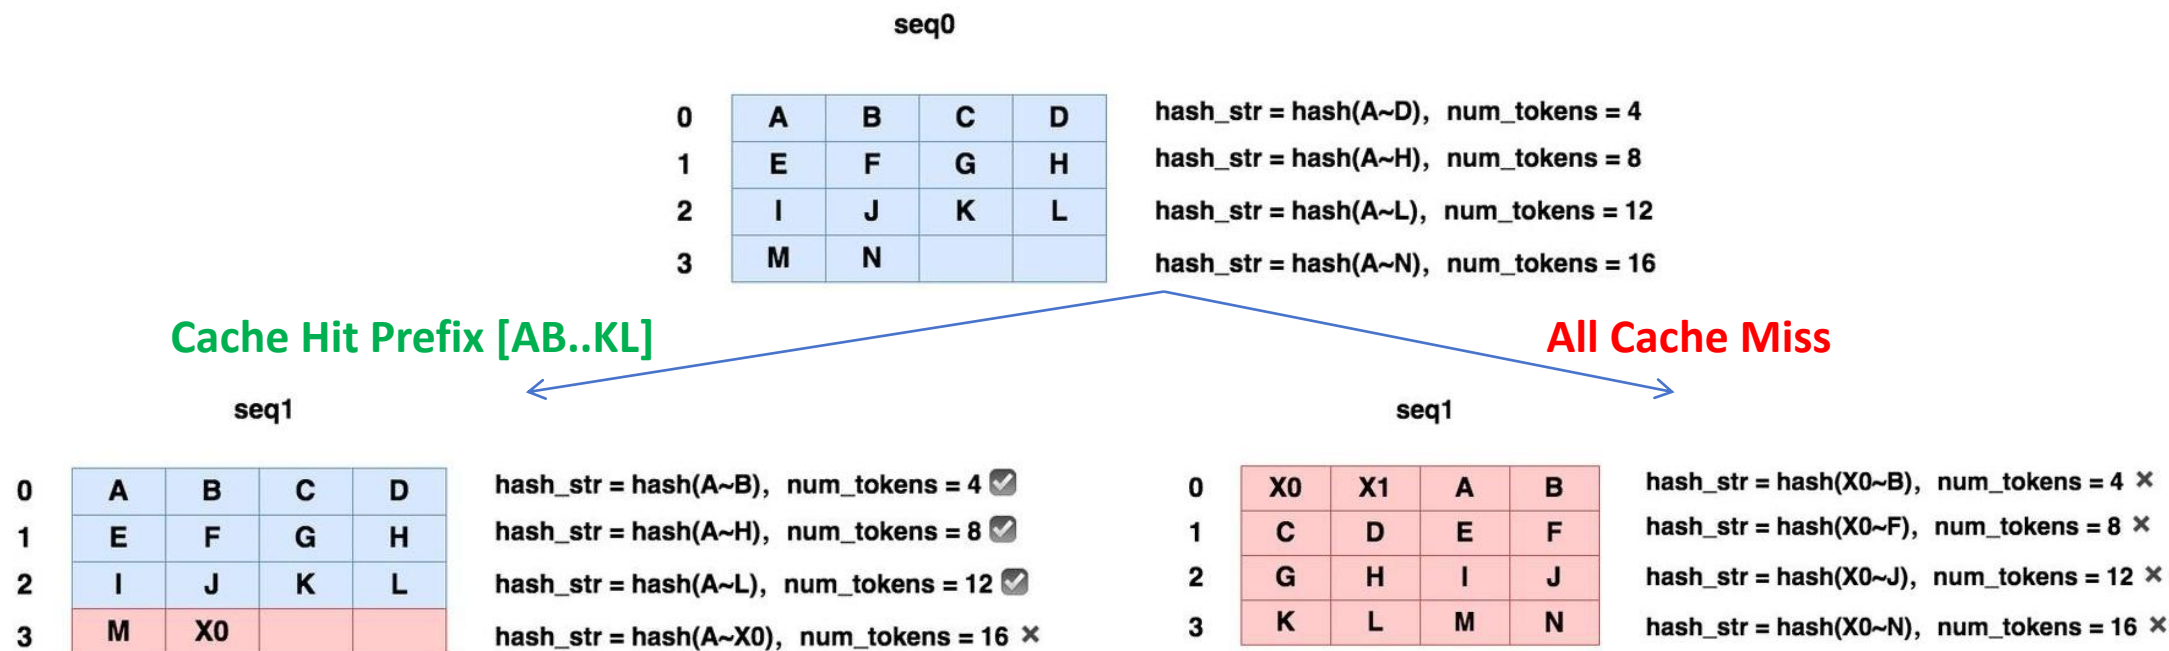 seq0
0 A B C D hash_str = hash(A~D), num_tokens = 4
1 E F G H hash_str = hash(A~H), num_tokens = 8
2 I J K L hash_str = hash(A~L), num_tokens = 12
3 M N hash_str = hash(A~N), num_tokens = 16
Cache Hit Prefix [AB..KL]
All Cache Miss
seq1
0 A B C D hash_str = hash(A~B), num_tokens = 4 ☑
1 E F G H hash_str = hash(A~H), num_tokens = 8 ☑
2 I J K L hash_str = hash(A~L), num_tokens = 12 ☑
3 M X0 hash_str = hash(A~X0), num_tokens = 16 ×
seq1
0 X0 X1 A B hash_str = hash(X0~B), num_tokens = 4 ×
1 C D E F hash_str = hash(X0~F), num_tokens = 8 ×
2 G H I J hash_str = hash(X0~J), num_tokens = 12 ×
3 K L M N hash_str = hash(X0~N), num_tokens = 16 ×